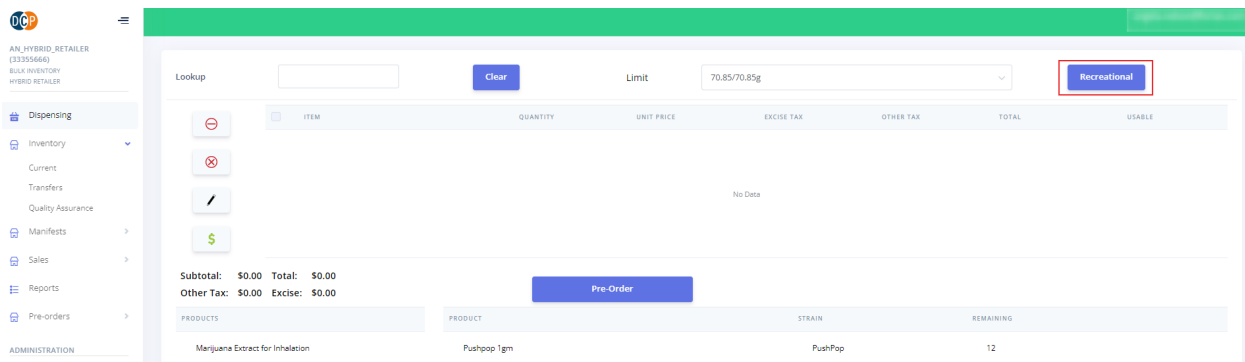 DCP
AN_HYBRID_RETAILER
(33355666)
BULK INVENTORY
HYBRID RETAILER
Dispensing
Inventory
Current
Transfers
Quality Assurance
Manifests
Sales
Reports
Pre-orders
ADMINISTRATION
Lookup Clear Limit 70.85/70.85g Recreational
ITEM QUANTITY UNIT PRICE EXCISE TAX OTHER TAX TOTAL USABLE
No Data
$
Subtotal: $0.00 Total: $0.00
Other Tax: $0.00 Excise: $0.00
Pre-Order
PRODUCTS PRODUCT STRAIN REMAINING
Marijuana Extract for Inhalation Pushpop 1gm PushPop 12